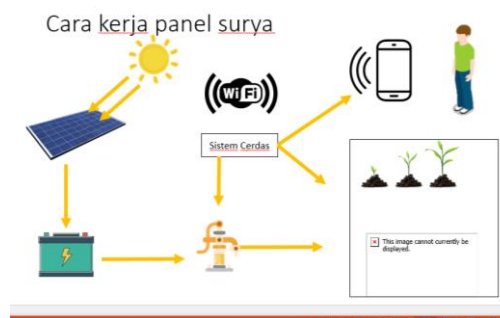 Cara kerja panel surya
WiFi
Sistem Cerdas
This image cannot currently be
displayed.